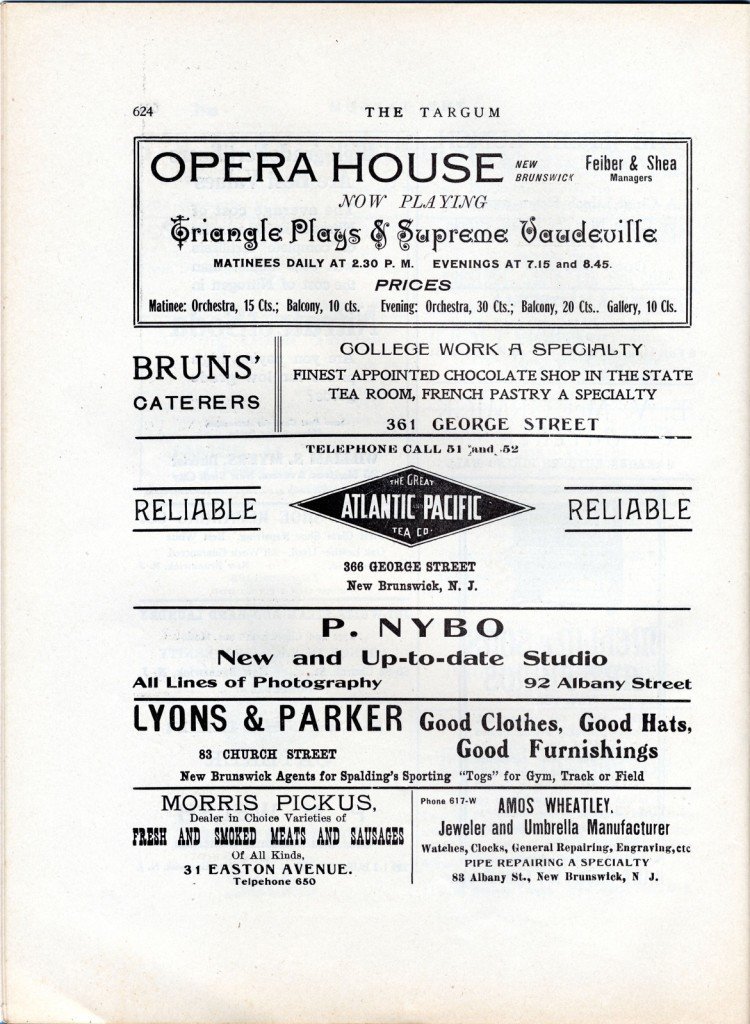 624 THE TARGUM
OPERA HOUSE NEW BRUNSWICK Feiber & Shea Managers
NOW PLAYING
Triangle Plays & Supreme Vaudeville
MATINEES DAILY AT 2.30 P. M. EVENINGS AT 7.15 and 8.45.
PRICES
Matinee: Orchestra, 15 Cts.; Balcony, 10 cts. Evening: Orchestra, 30 Cts.; Balcony, 20 Cts.. Gallery, 10 Cts.
BRUNS'
CATERERS
COLLEGE WORK A SPECIALTY
FINEST APPOINTED CHOCOLATE SHOP IN THE STATE
TEA ROOM, FRENCH PASTRY A SPECIALTY
361 GEORGE STREET
TELEPHONE CALL 51 and 52
RELIABLE
THE GREAT
ATLANTIC PACIFIC
TEA CO.
RELIABLE
366 GEORGE STREET
New Brunswick, N. J.
P. NYBO
New and Up-to-date Studio
All Lines of Photography 92 Albany Street
LYONS & PARKER
83 CHURCH STREET
Good Clothes, Good Hats,
Good Furnishings
New Brunswick Agents for Spalding's Sporting "Togs" for Gym, Track or Field
MORRIS PICKUS,
Dealer in Choice Varieties of
FRESH AND SMOKED MEATS AND SAUSAGES
Of All Kinds,
31 EASTON AVENUE.
Telpehone 650
Phone 617-W AMOS WHEATLEY.
Jeweler and Umbrella Manufacturer
Watches, Clocks, General Repairing, Engraving,etc
PIPE REPAIRING A SPECIALTY
83 Albany St., New Brunswick, N J.